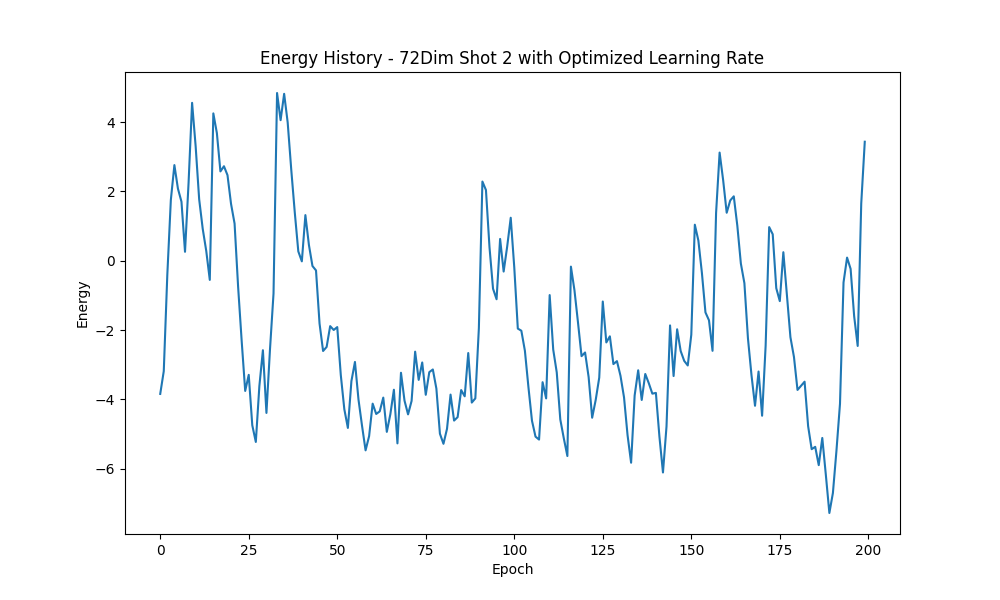 Energy History - 72Dim Shot 2 with Optimized Learning Rate
4
2
0
−2
−4
−6
Energy
0 25 50 75 100 125 150 175 200
Epoch